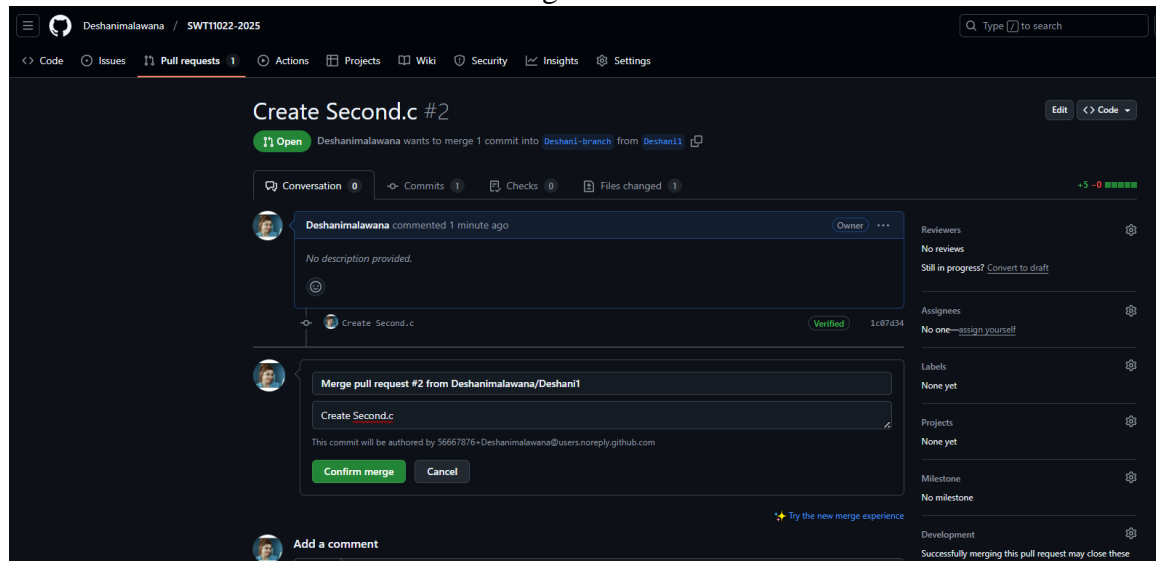 Deshanimalawana / SWT11022-2025
Type / to search
Code Issues Pull requests 1 Actions Projects Wiki Security Insights Settings
Create Second.c #2
Edit <> Code
Open Deshanimalawana wants to merge 1 commit into Deshani-branch from Deshani1
Conversation 0 Commits 1 Checks 0 Files changed 1
+5 −0
Deshanimalawana commented 1 minute ago
Owner ...
No description provided.
Create Second.c
Verified 1c07d34
Merge pull request #2 from Deshanimalawana/Deshani1
Create Second.c
This commit will be authored by 56667876+Deshanimalawana@users.noreply.github.com
Confirm merge Cancel
Try the new merge experience
Add a comment
Reviewers
No reviews
Still in progress? Convert to draft
Assignees
No one—assign yourself
Labels
None yet
Projects
None yet
Milestone
No milestone
Development
Successfully merging this pull request may close these